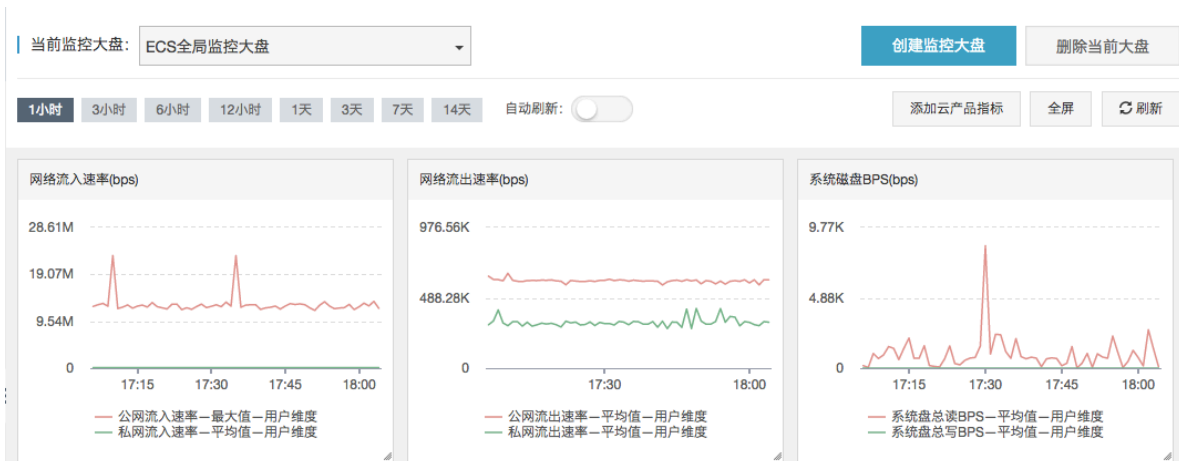 当前监控大盘: ECS全局监控大盘 创建监控大盘 删除当前大盘
1小时 3小时 6小时 12小时 1天 3天 7天 14天 自动刷新: 添加云产品指标 全屏 刷新
网络流入速率(bps)
28.61M
19.07M
9.54M
0
17:15 17:30 17:45 18:00
公网流入速率—最大值—用户维度
私网流入速率—平均值—用户维度
网络流出速率(bps)
976.56K
488.28K
0
17:30 18:00
公网流出速率—平均值—用户维度
私网流出速率—平均值—用户维度
系统磁盘BPS(bps)
9.77K
4.88K
0
17:15 17:30 17:45 18:00
系统盘总读BPS—平均值—用户维度
系统盘总写BPS—平均值—用户维度